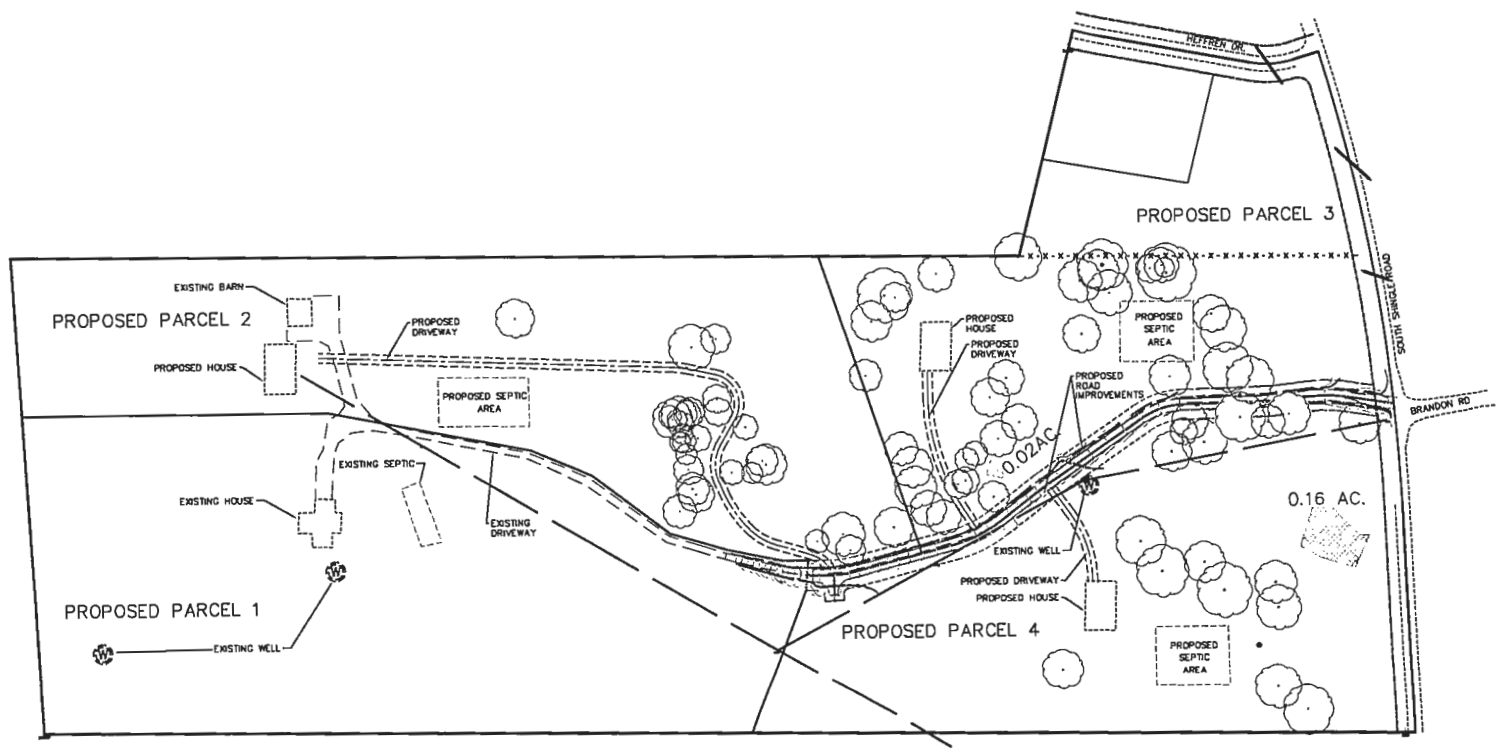 HEFFREN DR.
PROPOSED PARCEL 3
SOUTH SHINGLE ROAD
EXISTING BARN
PROPOSED PARCEL 2
PROPOSED
DRIVEWAY
PROPOSED
HOUSE
PROPOSED
DRIVEWAY
PROPOSED
SEPTIC
AREA
PROPOSED HOUSE
PROPOSED SEPTIC
AREA
PROPOSED
ROAD
IMPROVEMENTS
BRANDON RD
0.02AC.
EXISTING SEPTIC
EXISTING HOUSE
EXISTING
DRIVEWAY
W
0.16 AC.
EXISTING WELL
W
PROPOSED DRIVEWAY
PROPOSED HOUSE
PROPOSED PARCEL 1
PROPOSED PARCEL 4
W
EXISTING WELL
PROPOSED
SEPTIC
AREA